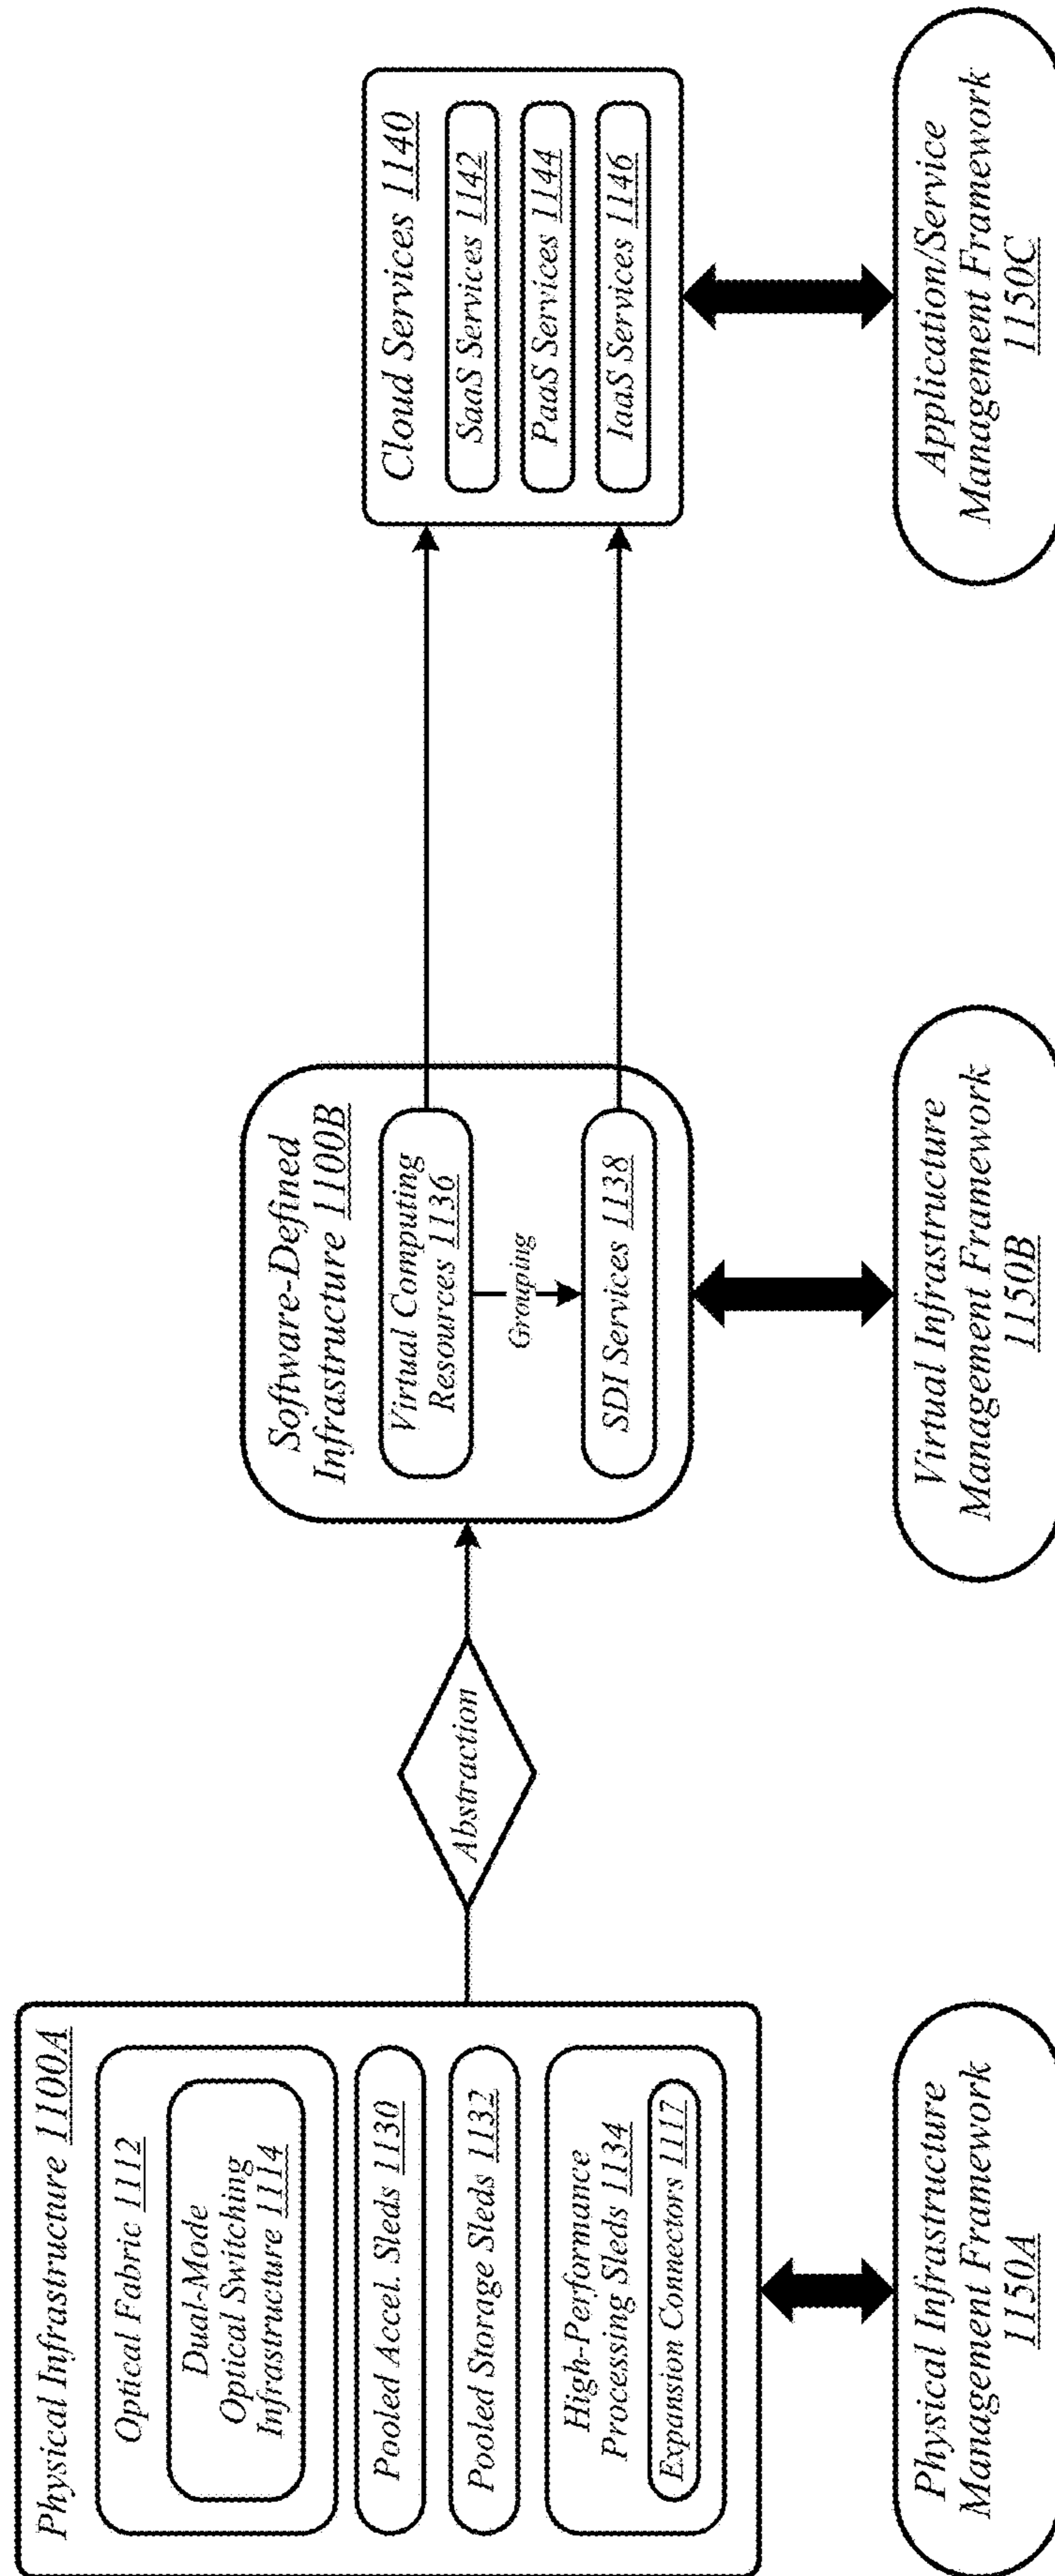 Physical Infrastructure 1100A
Optical Fabric 1112
Dual-Mode
Optical Switching
Infrastructure 1114
Pooled Accel. Sleds 1130
Pooled Storage Sleds 1132
High-Performance
Processing Sleds 1134
Expansion Connectors 1117
Physical Infrastructure
Management Framework
1150A
Abstraction
Software-Defined
Infrastructure 1100B
Virtual Computing
Resources 1136
Grouping
SDI Services 1138
Virtual Infrastructure
Management Framework
1150B
Cloud Services 1140
SaaS Services 1142
PaaS Services 1144
IaaS Services 1146
Application/Service
Management Framework
1150C